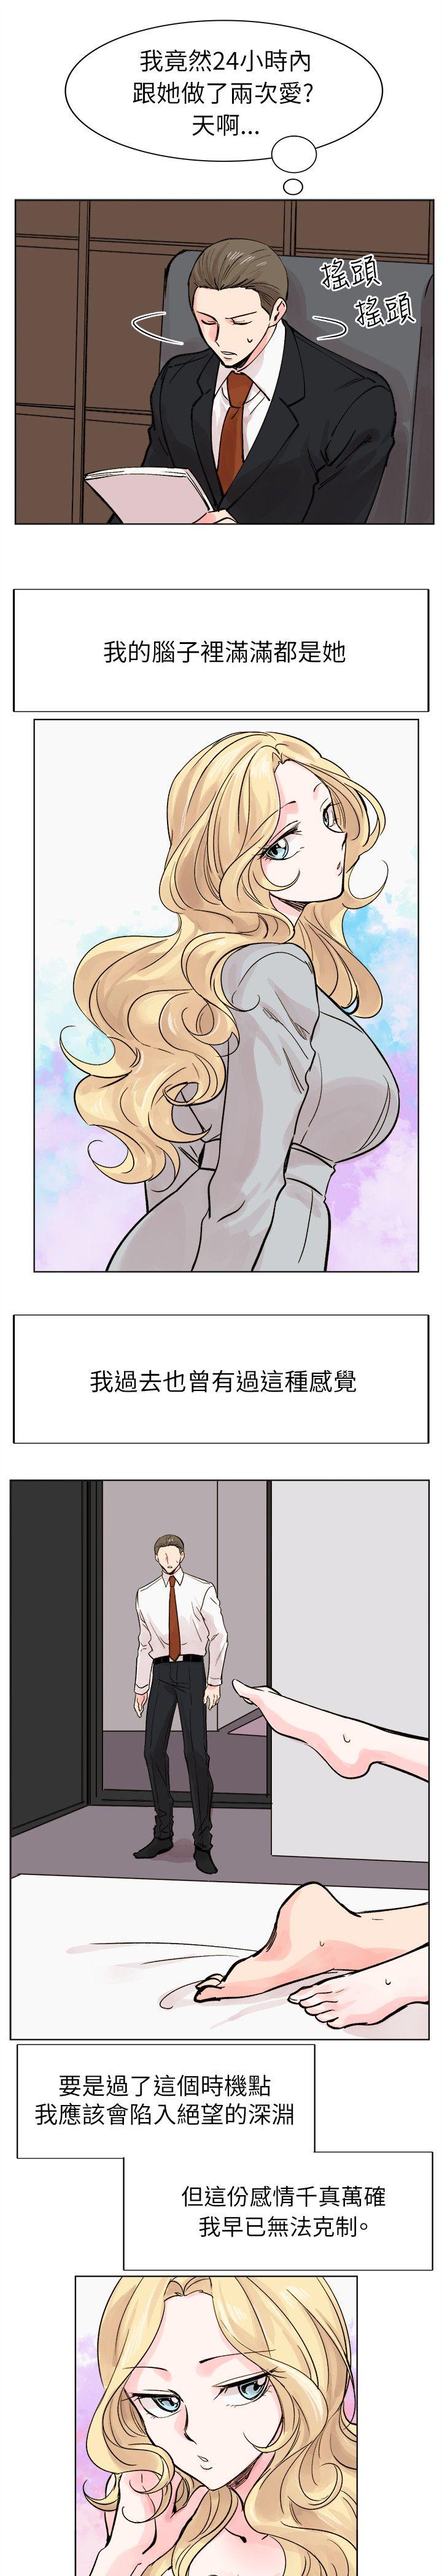 我竟然24小時內
跟她做了兩次愛?
天啊...
搖頭
搖頭
我的腦子裡滿滿都是她
我過去也曾有過這種感覺
要是過了這個時機點
我應該會陷入絕望的深淵
但這份感情千真萬確
我早已無法克制。